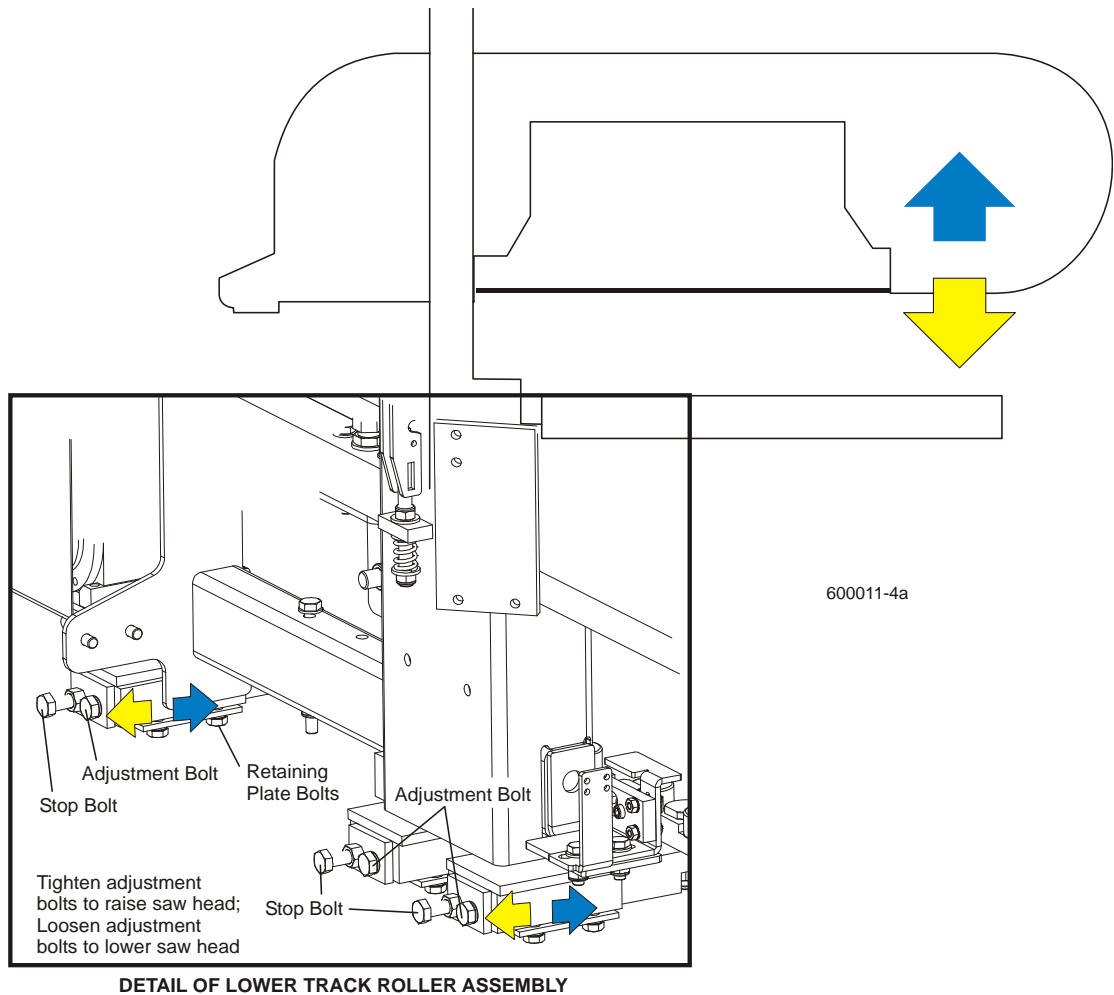 600011-4a
Adjustment Bolt
Retaining
Plate Bolts
Adjustment Bolt
Stop Bolt
Tighten adjustment
bolts to raise saw head;
Loosen adjustment
bolts to lower saw head
Stop Bolt
DETAIL OF LOWER TRACK ROLLER ASSEMBLY